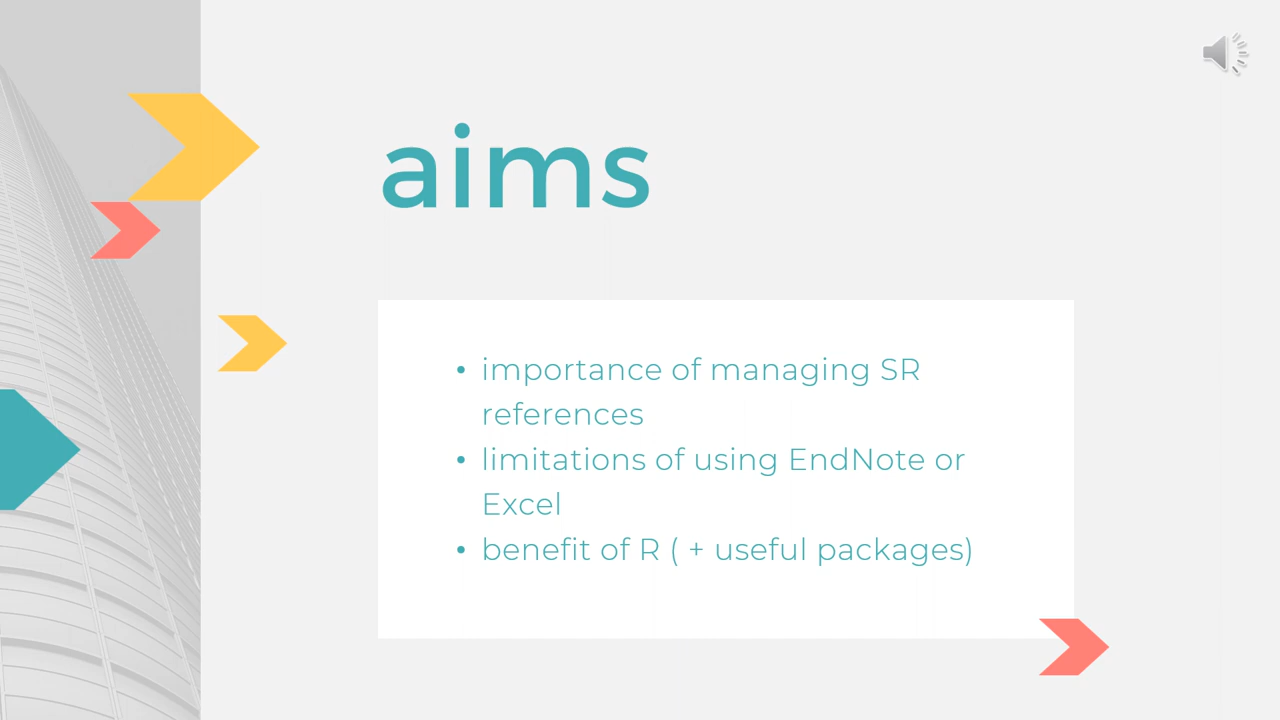 aims
• importance of managing SR
references
• limitations of using EndNote or
Excel
• benefit of R ( + useful packages)